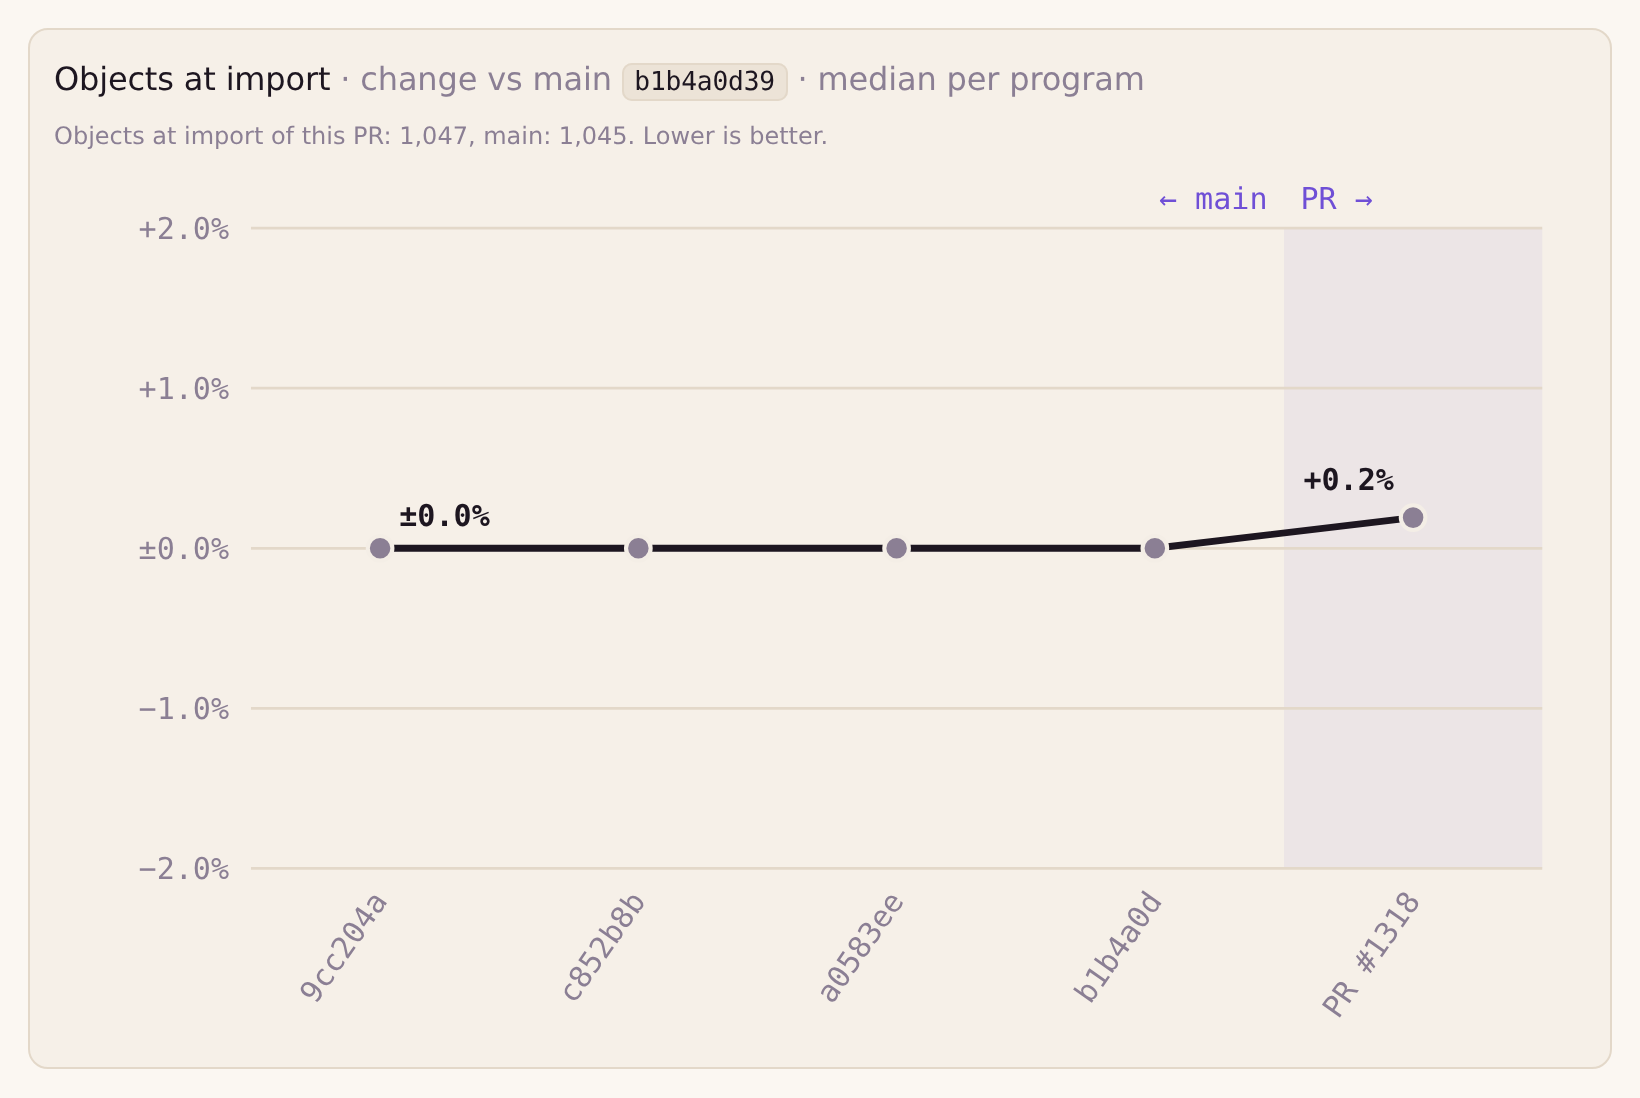 Objects at import · change vs main b1b4a0d39 · median per program
Objects at import of this PR: 1,047, main: 1,045. Lower is better.
← main PR →
+2.0%
+1.0%
±0.0%
−1.0%
−2.0%
±0.0%
+0.2%
9cc204a
c852b8b
a0583ee
b1b4a0d
PR #1318